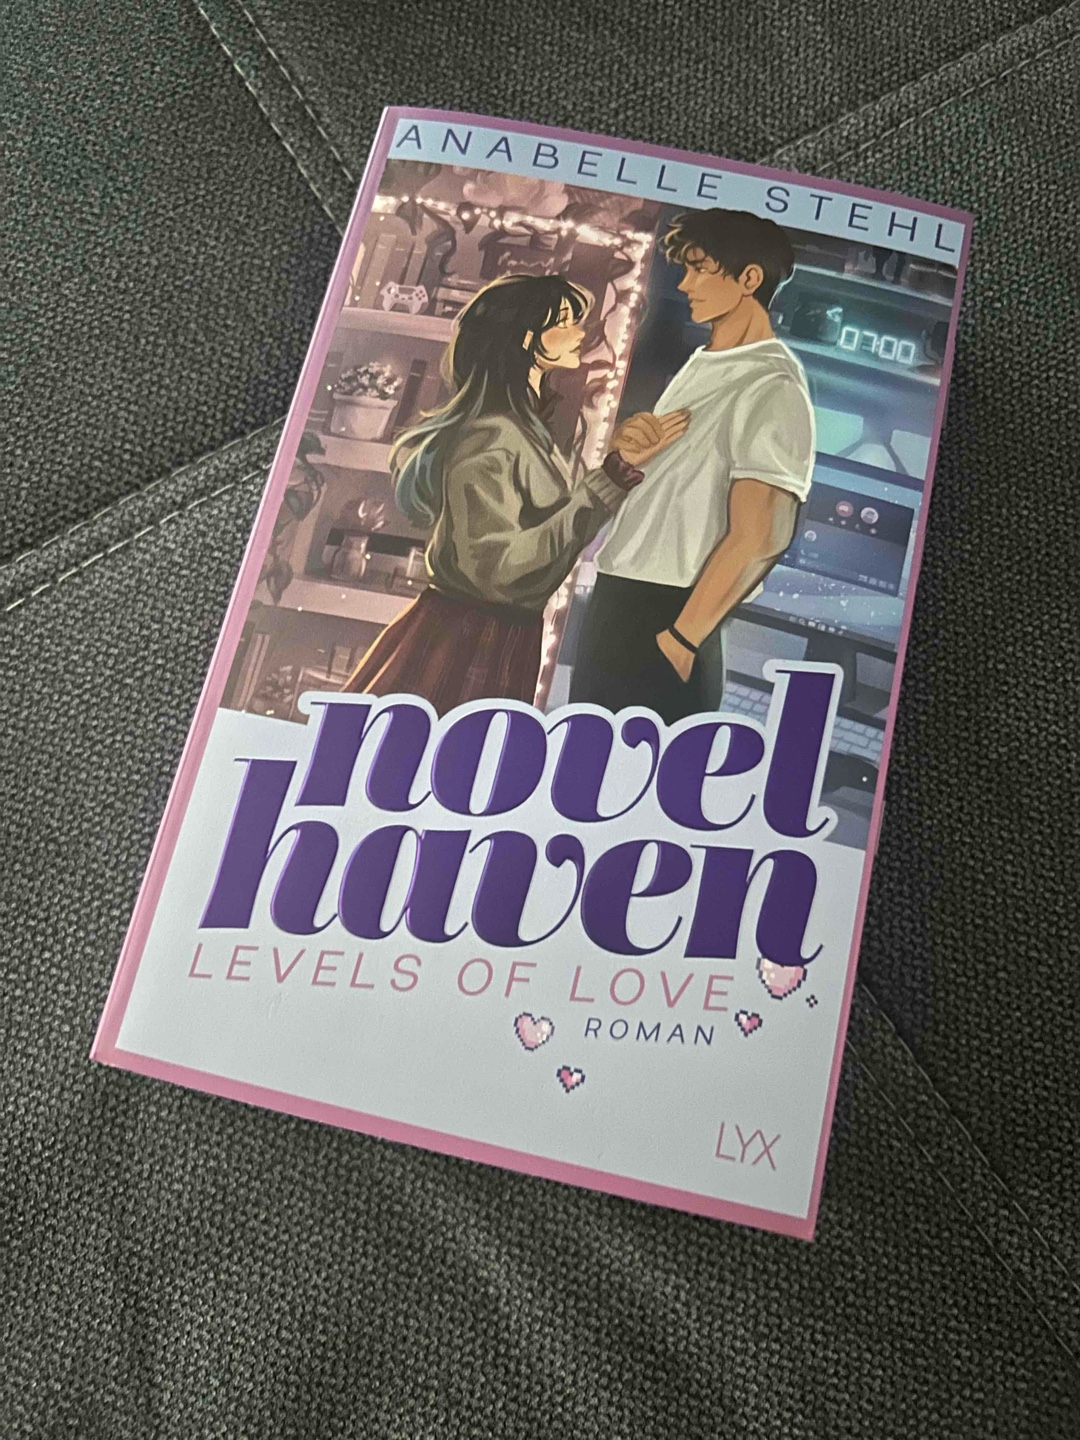 ANABELLE STEHL
07:00
novel
haven
LEVELS OF LOVE
ROMAN
LYX